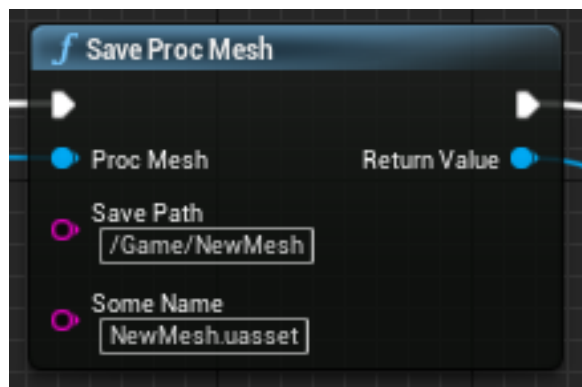 f Save Proc Mesh
Proc Mesh Return Value
Save Path
/Game/NewMesh
Some Name
NewMesh.uasset